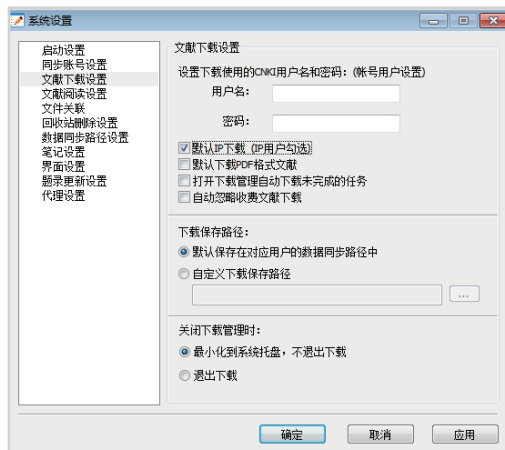 系统设置
启动设置
同步账号设置
文献下载设置
文献阅读设置
文件关联
回收站删除设置
数据同步路径设置
笔记设置
界面设置
题录更新设置
代理设置
文献下载设置
设置下载使用的CNKI用户名和密码：(帐号用户设置)
用户名：
密码：
默认IP下载 (IP用户勾选)
默认下载PDF格式文献
打开下载管理自动下载未完成的任务
自动忽略收费文献下载
下载保存路径：
默认保存在对应用户的数据同步路径中
自定义下载保存路径
...
关闭下载管理时：
最小化到系统托盘，不退出下载
退出下载
确定
取消
应用